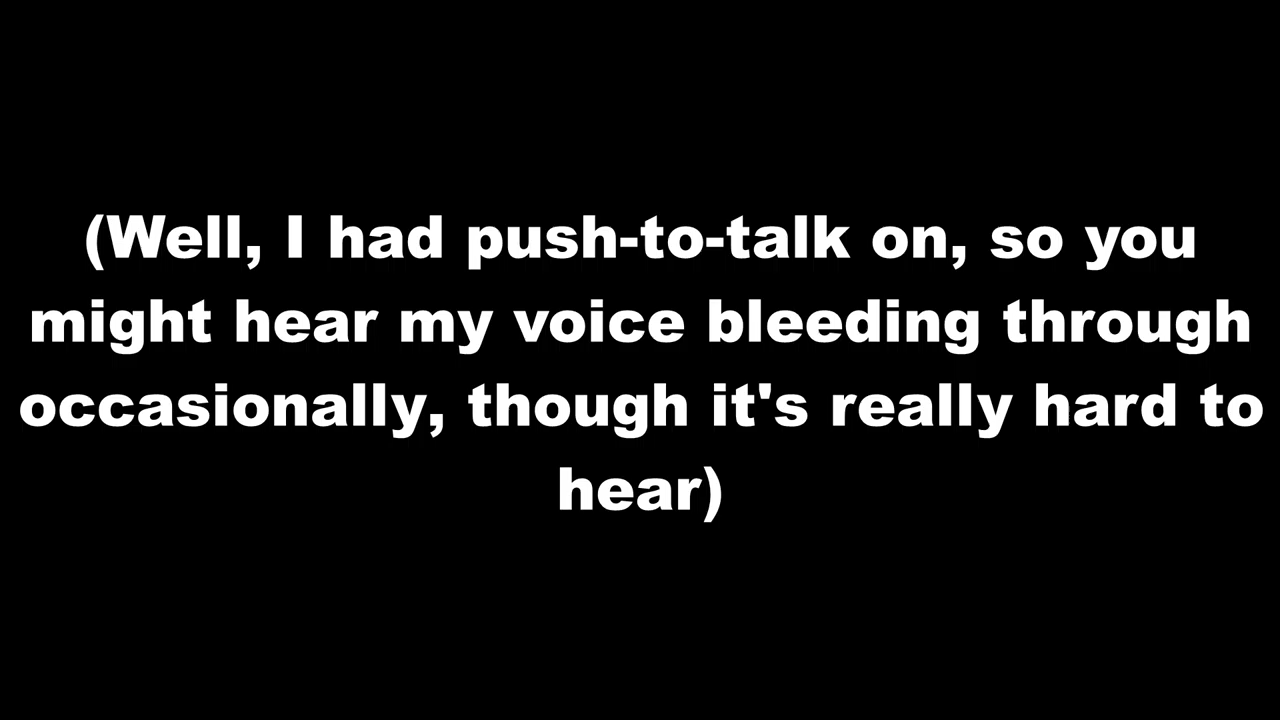 (Well, I had push-to-talk on, so you
might hear my voice bleeding through
occasionally, though it's really hard to
hear)